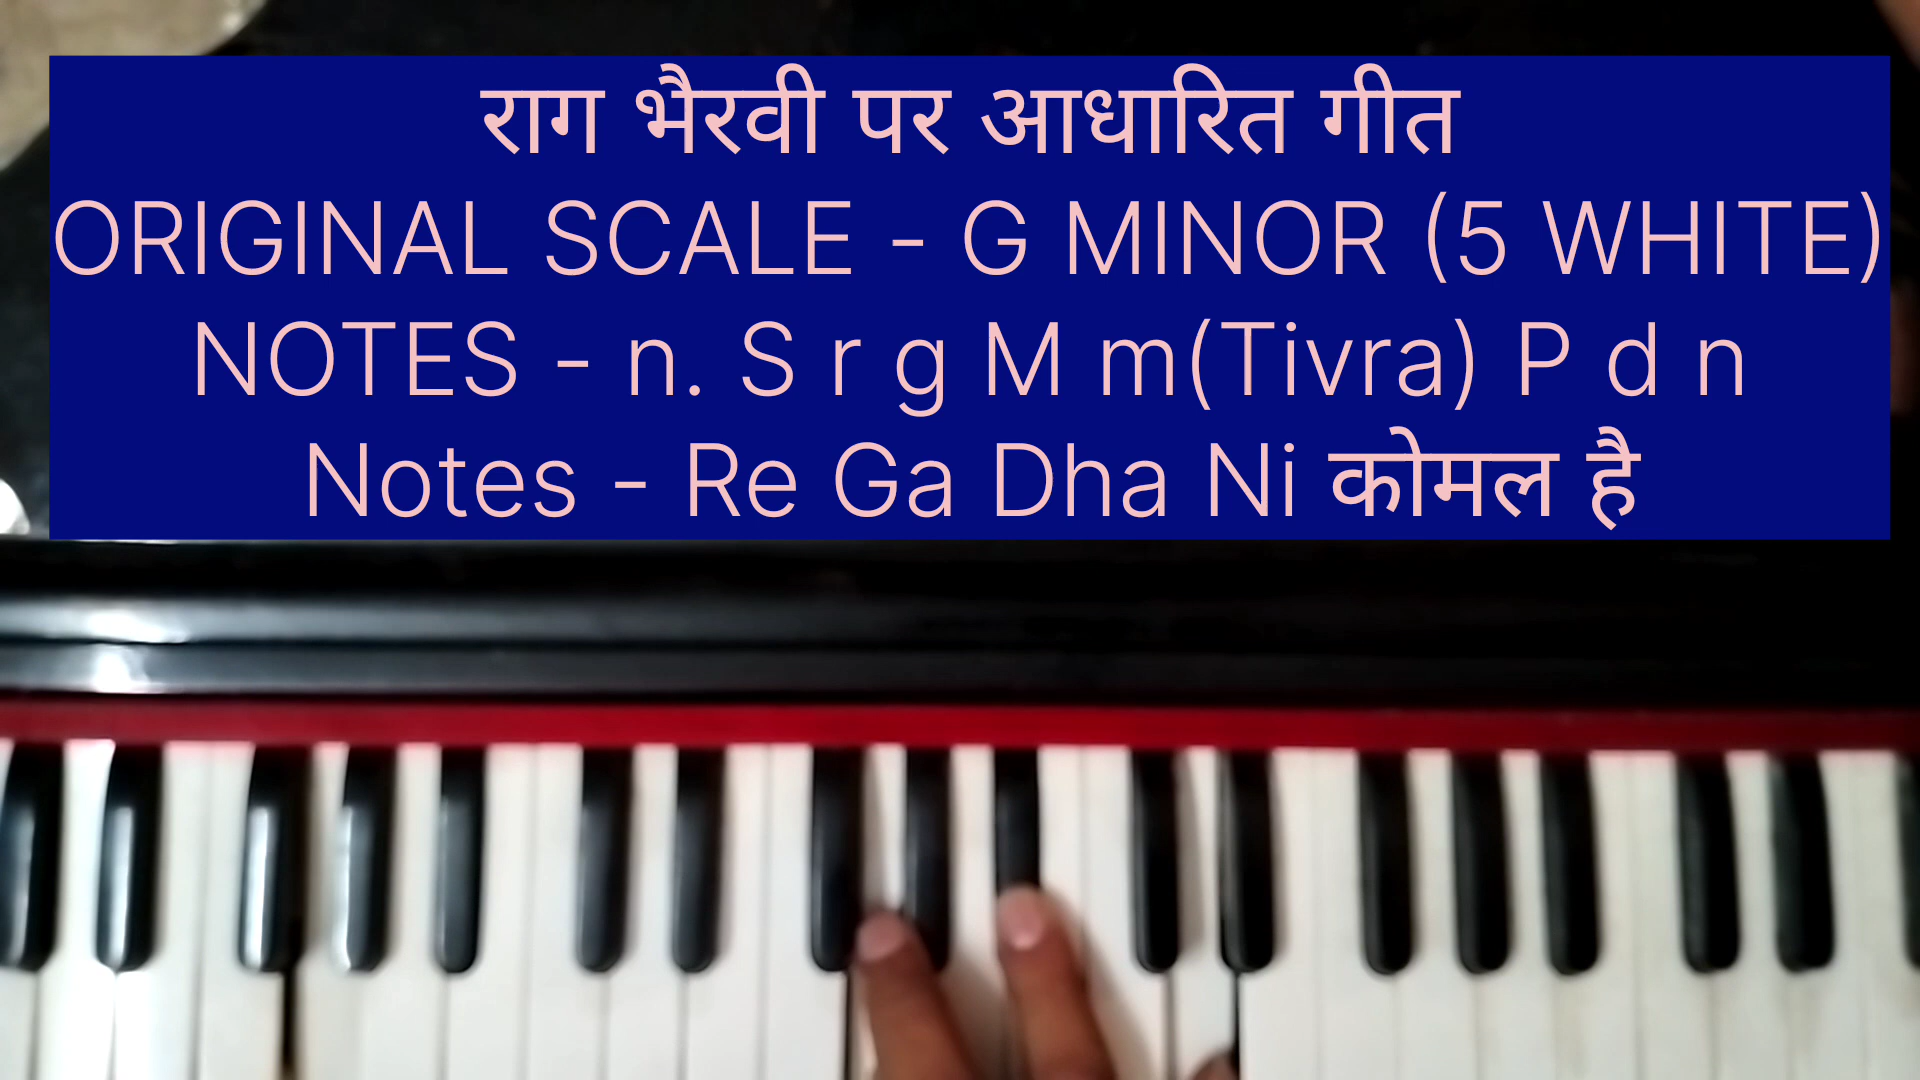 राग भैरवी पर आधारित गीत
ORIGINAL SCALE - G MINOR (5 WHITE)
NOTES - n. S r g M m(Tivra) P d n
Notes - Re Ga Dha Ni कोमल है